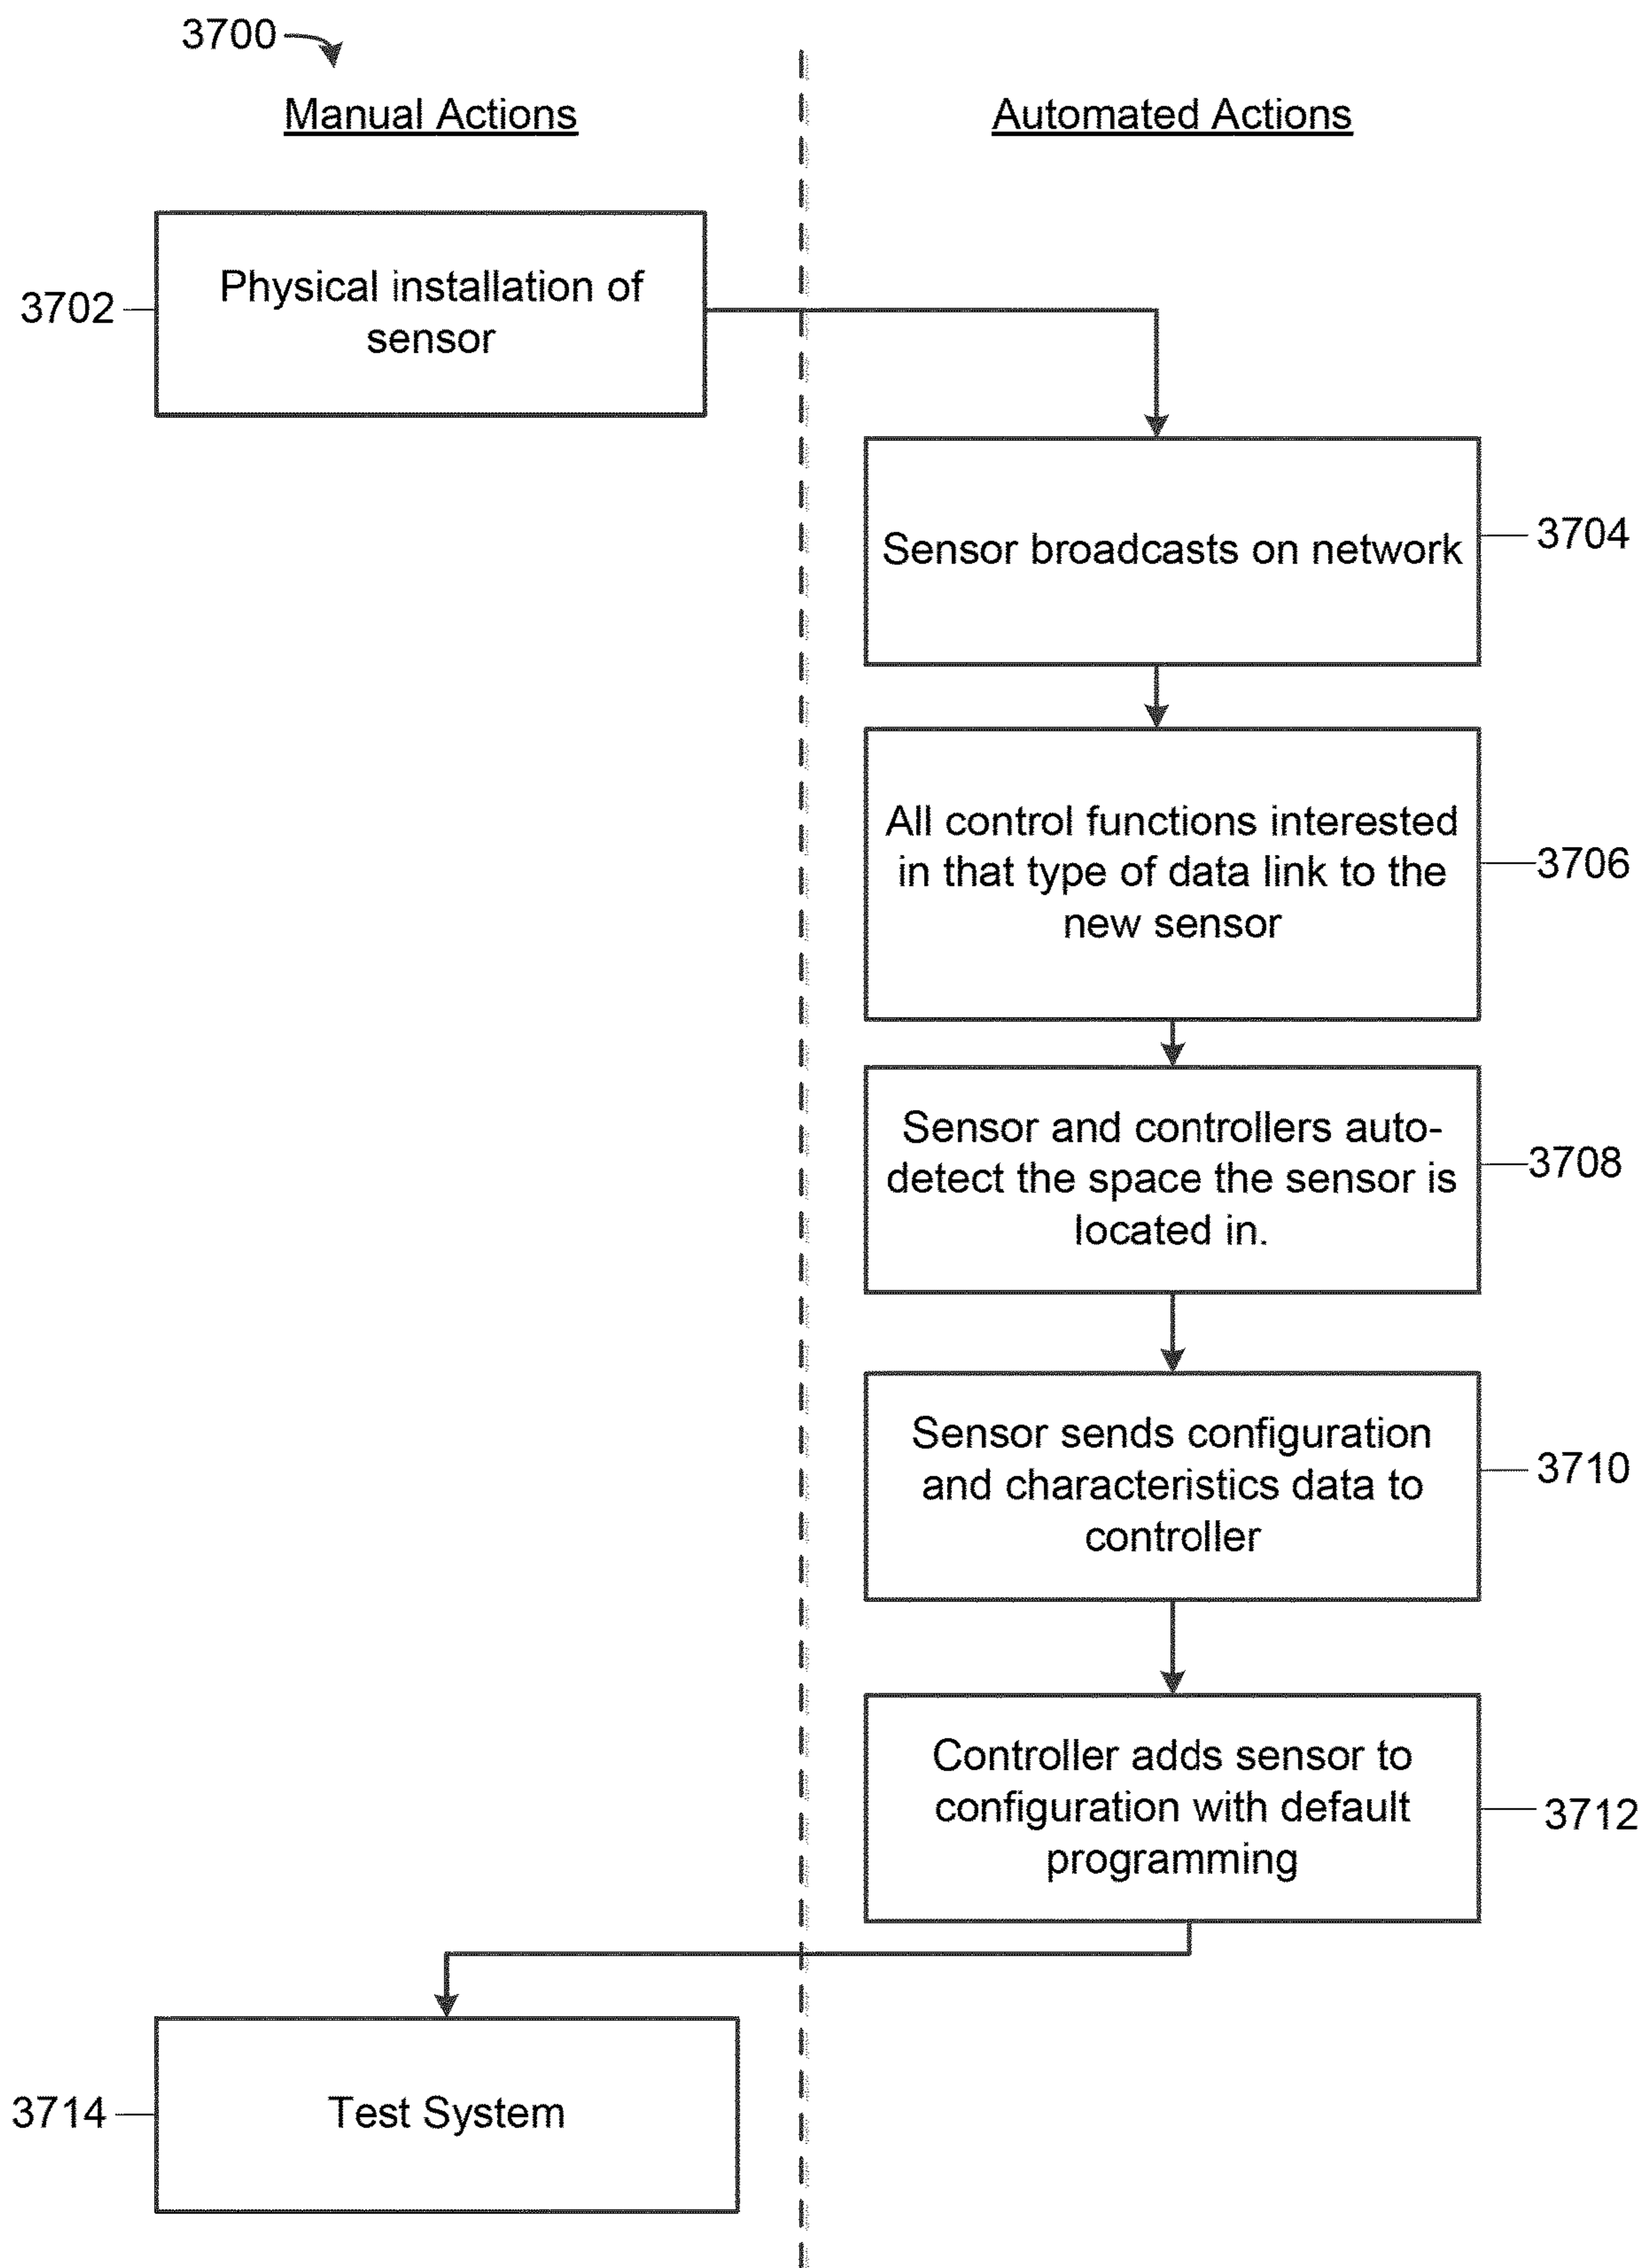 3700
Manual Actions
Automated Actions
Physical installation of
sensor
3702
Sensor broadcasts on network
3704
All control functions interested
in that type of data link to the
new sensor
3706
Sensor and controllers auto-
detect the space the sensor is
located in.
3708
Sensor sends configuration
and characteristics data to
controller
3710
Controller adds sensor to
configuration with default
programming
3712
Test System
3714